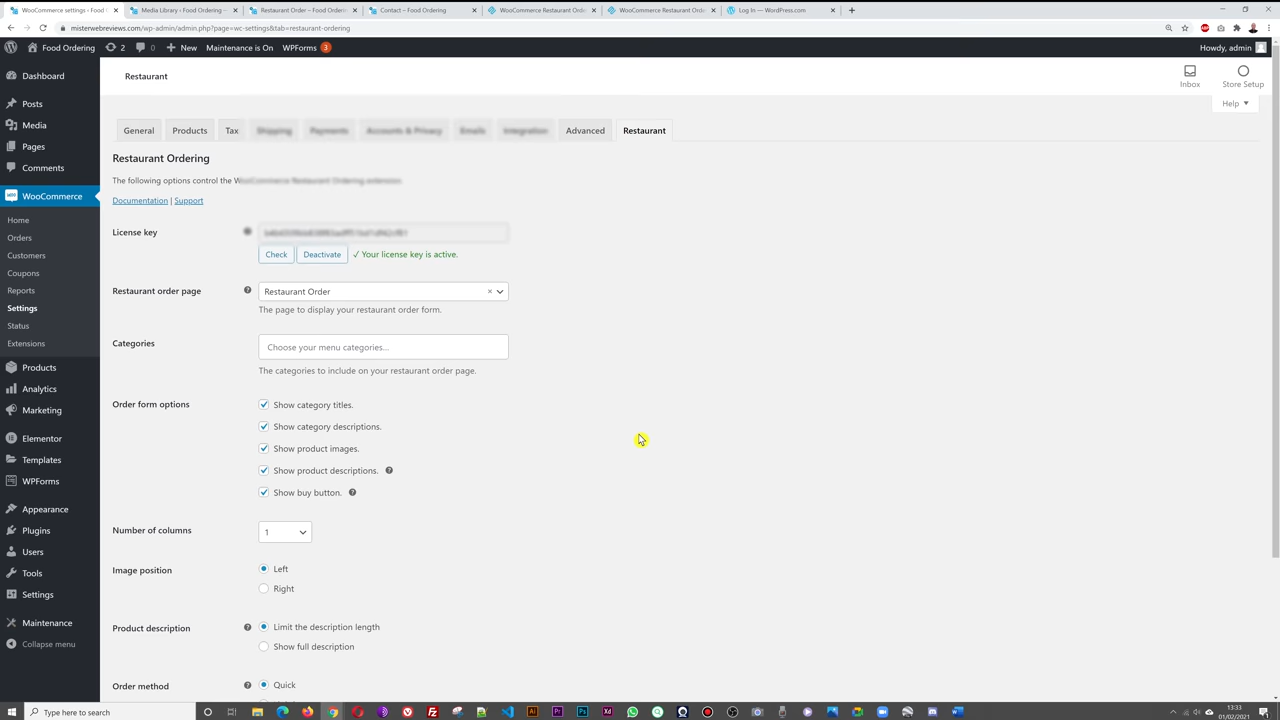 WooCommerce settings - Food
Media Library - Food Ordering —
Restaurant Order – Food Orderin
Contact – Food Ordering
WooCommerce Restaurant Ord
WooCommerce Restaurant Ord
Log In — WordPress.com
misterwebreviews.com/wp-admin/admin.php?page=wc-settings&tab=restaurant-ordering
Food Ordering
2
0
New
Maintenance is On
WPForms 3
Howdy, admin
Dashboard
Posts
Media
Pages
Comments
WooCommerce
Home
Orders
Customers
Coupons
Reports
Settings
Status
Extensions
Products
Analytics
Marketing
Elementor
Templates
WPForms
Appearance
Plugins
Users
Tools
Settings
Maintenance
Collapse menu
Restaurant
Inbox
Store Setup
Help
General
Products
Tax
Shipping
Payments
Accounts & Privacy
Emails
Integration
Advanced
Restaurant
Restaurant Ordering
The following options control the WooCommerce Restaurant Ordering extension.
Documentation | Support
License key
Check
Deactivate
✓ Your license key is active.
Restaurant order page
Restaurant Order
×
The page to display your restaurant order form.
Categories
Choose your menu categories...
The categories to include on your restaurant order page.
Order form options
Show category titles.
Show category descriptions.
Show product images.
Show product descriptions.
Show buy button.
Number of columns
1
Image position
Left
Right
Product description
Limit the description length
Show full description
Order method
Quick
Type here to search
13:33
01/02/2021